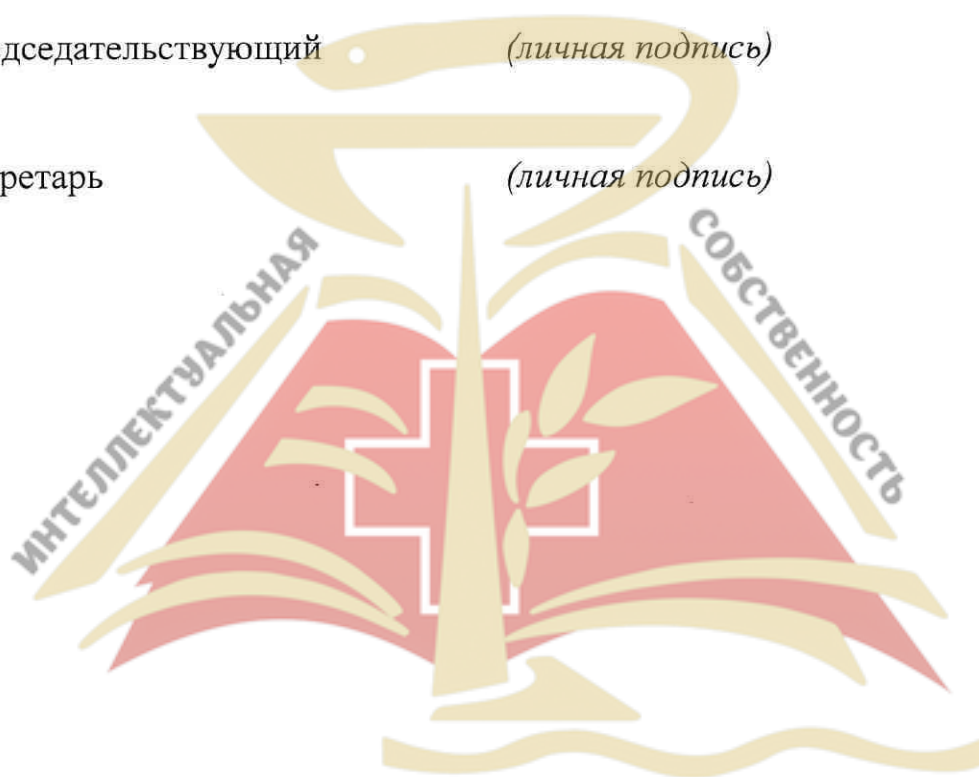 дседательствующий (личная подпись)
ретарь (личная подпись)
ИНТЕЛЛЕКТУАЛЬНАЯ
СОБСТВЕННОСТЬ